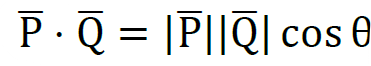 P̅ · Q̅ = |P̅||Q̅| cos θ